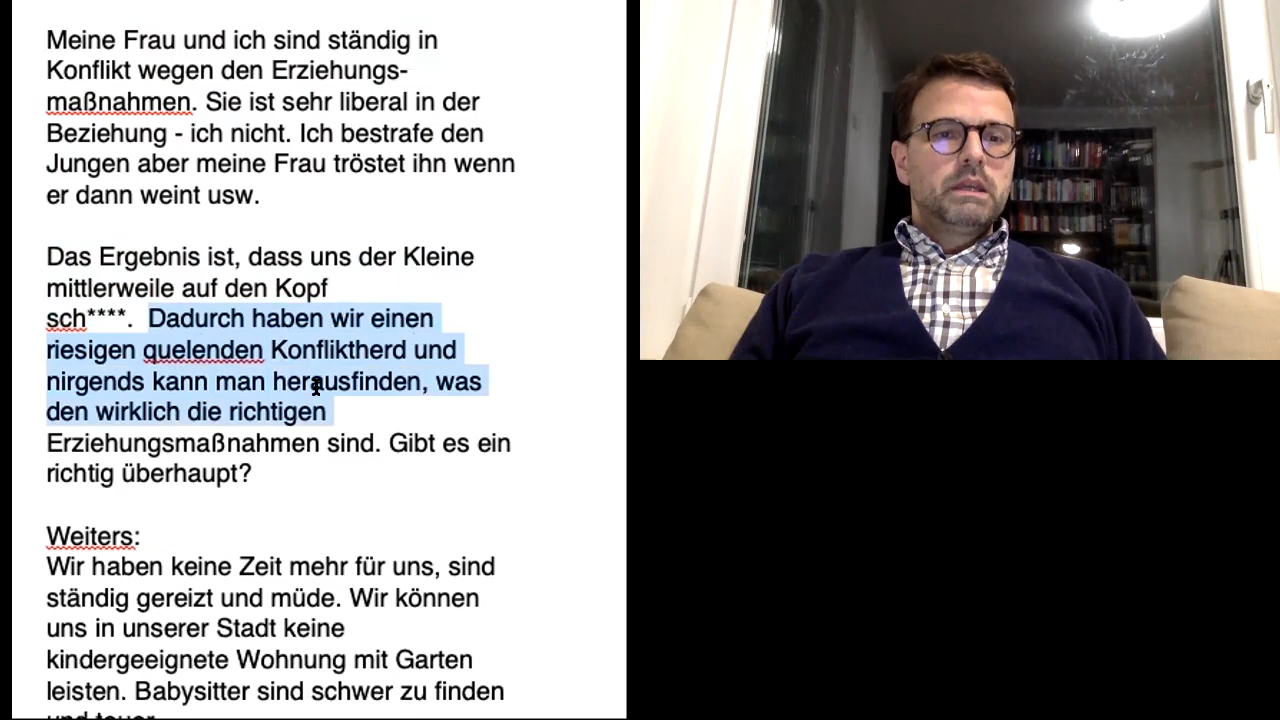 Meine Frau und ich sind ständig in
Konflikt wegen den Erziehungs-
maßnahmen. Sie ist sehr liberal in der
Beziehung - ich nicht. Ich bestrafe den
Jungen aber meine Frau tröstet ihn wenn
er dann weint usw.
Das Ergebnis ist, dass uns der Kleine
mittlerweile auf den Kopf
sch****. Dadurch haben wir einen
riesigen quelenden Konfliktherd und
nirgends kann man herausfinden, was
den wirklich die richtigen
Erziehungsmaßnahmen sind. Gibt es ein
richtig überhaupt?
Weiters:
Wir haben keine Zeit mehr für uns, sind
ständig gereizt und müde. Wir können
uns in unserer Stadt keine
kindergeeignete Wohnung mit Garten
leisten. Babysitter sind schwer zu finden
und teuer